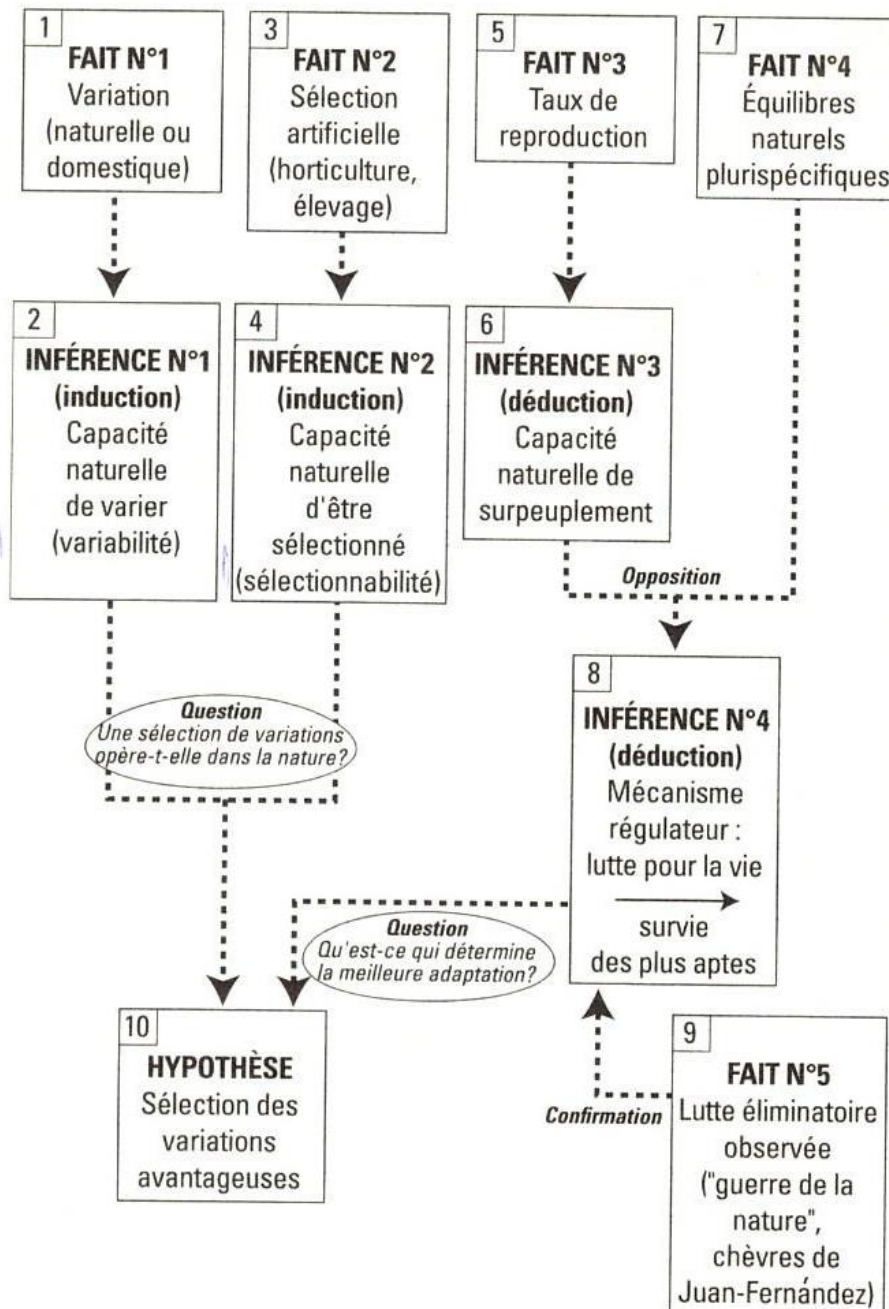 1
FAIT N°1
Variation
(naturelle ou
domestique)
3
FAIT N°2
Sélection
artificielle
(horticulture,
élevage)
5
FAIT N°3
Taux de
reproduction
7
FAIT N°4
Équilibres
naturels
plurispécifiques
2
INFÉRENCE N°1
(induction)
Capacité
naturelle
de varier
(variabilité)
4
INFÉRENCE N°2
(induction)
Capacité
naturelle
d'être
sélectionné
(sélectionnabilité)
6
INFÉRENCE N°3
(déduction)
Capacité
naturelle de
surpeuplement
Opposition
Question
Une sélection de variations
opère-t-elle dans la nature?
8
INFÉRENCE N°4
(déduction)
Mécanisme
régulateur :
lutte pour la vie
survie
des plus aptes
Question
Qu'est-ce qui détermine
la meilleure adaptation?
10
HYPOTHÈSE
Sélection des
variations
avantageuses
Confirmation
9
FAIT N°5
Lutte éliminatoire
observée
("guerre de la
nature",
chèvres de
Juan-Fernández)